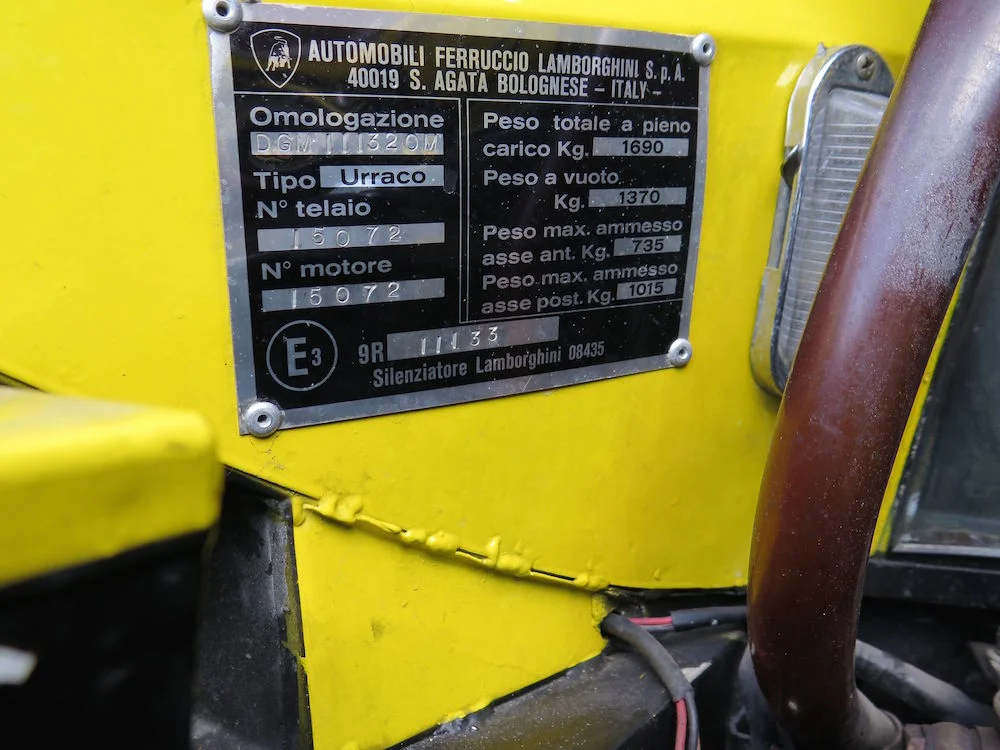 AUTOMOBILI FERRUCCIO LAMBORGHINI S.p.A.
40019 S. AGATA BOLOGNESE - ITALY -
Omologazione
DGM 111320M
Tipo Urraco
N° telaio
15072
N° motore
15072
Peso totale a pieno
carico Kg. 1690
Peso a vuoto
Kg. 1370
Peso max. ammesso
asse ant. Kg. 735
Peso max. ammesso
asse post. Kg. 1015
E3 9R 11133
Silenziatore Lamborghini 08435